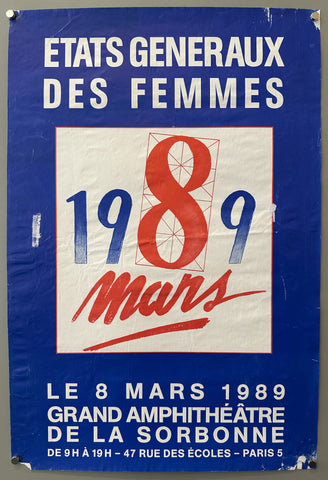 ETATS GENERAUX
DES FEMMES
1989
mars
LE 8 MARS 1989
GRAND AMPHITHÉÂTRE
DE LA SORBONNE
DE 9H À 19H – 47 RUE DES ÉCOLES – PARIS 5